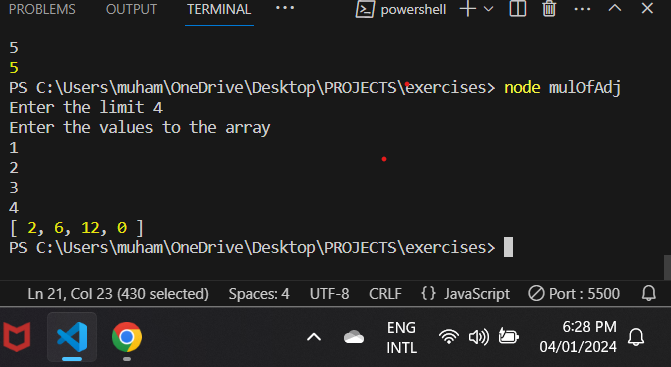 PROBLEMS OUTPUT TERMINAL ··· powershell
5
5
PS C:\Users\muham\OneDrive\Desktop\PROJECTS\exercises> node mulOfAdj
Enter the limit 4
Enter the values to the array
1
2
3
4
[ 2, 6, 12, 0 ]
PS C:\Users\muham\OneDrive\Desktop\PROJECTS\exercises>
Ln 21, Col 23 (430 selected) Spaces: 4 UTF-8 CRLF {} JavaScript Port : 5500
ENG
INTL
6:28 PM
04/01/2024